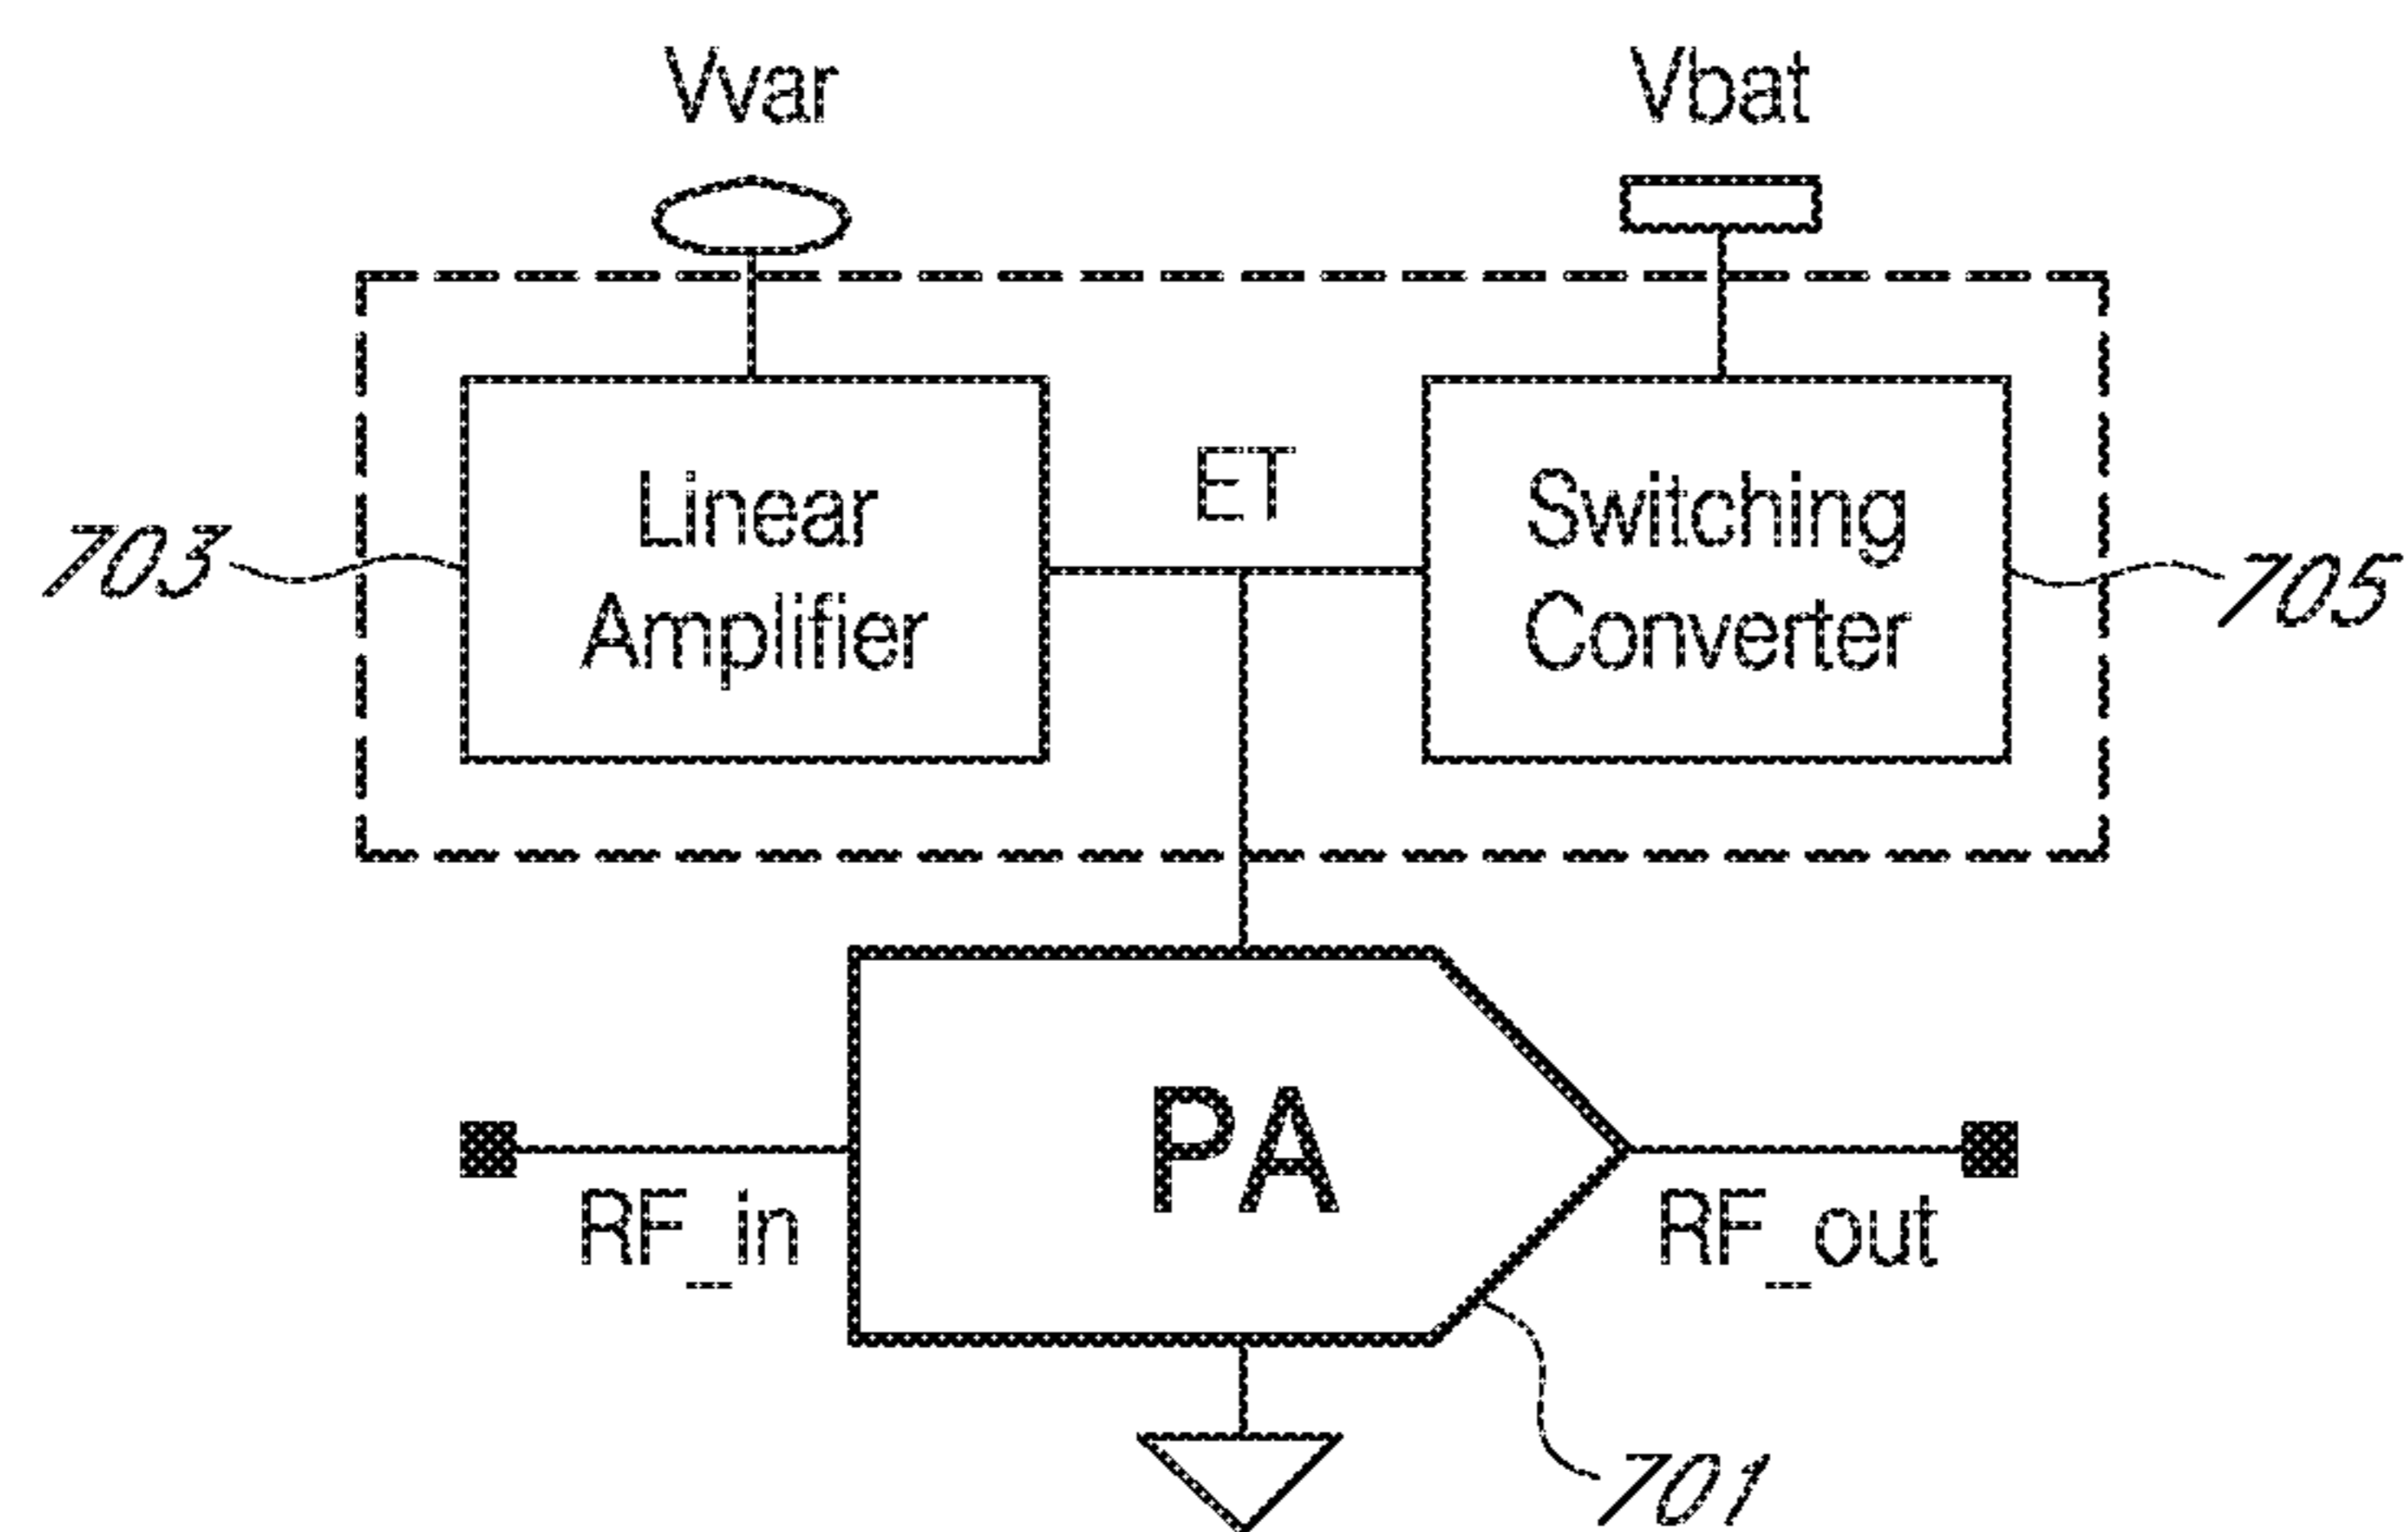 Vvar
Vbat
Linear
Amplifier
ET
Switching
Converter
703
705
PA
RF_in
RF_out
701